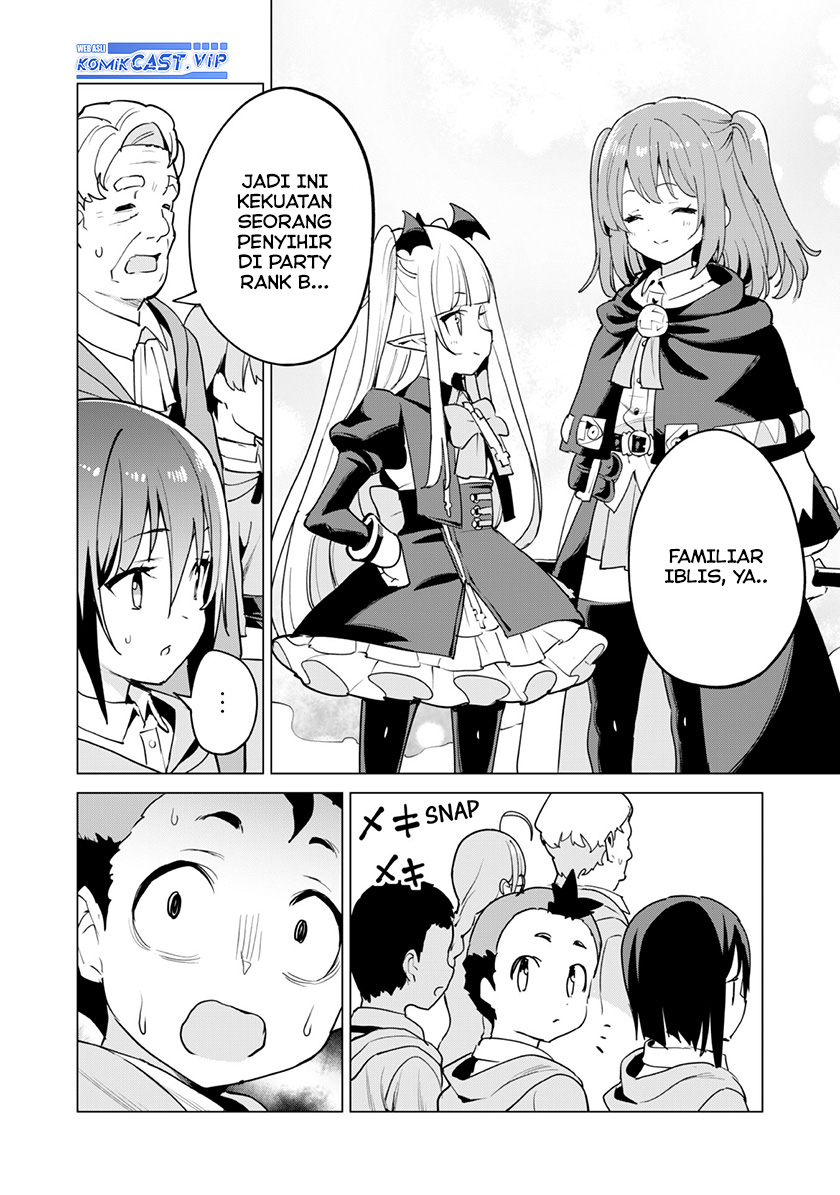 WEB ASLI
KOMIKCAST.VIP
JADI INI
KEKUATAN
SEORANG
PENYIHIR
DI PARTY
RANK B...
FAMILIAR
IBLIS, YA..
...
メキ SNAP
メキ